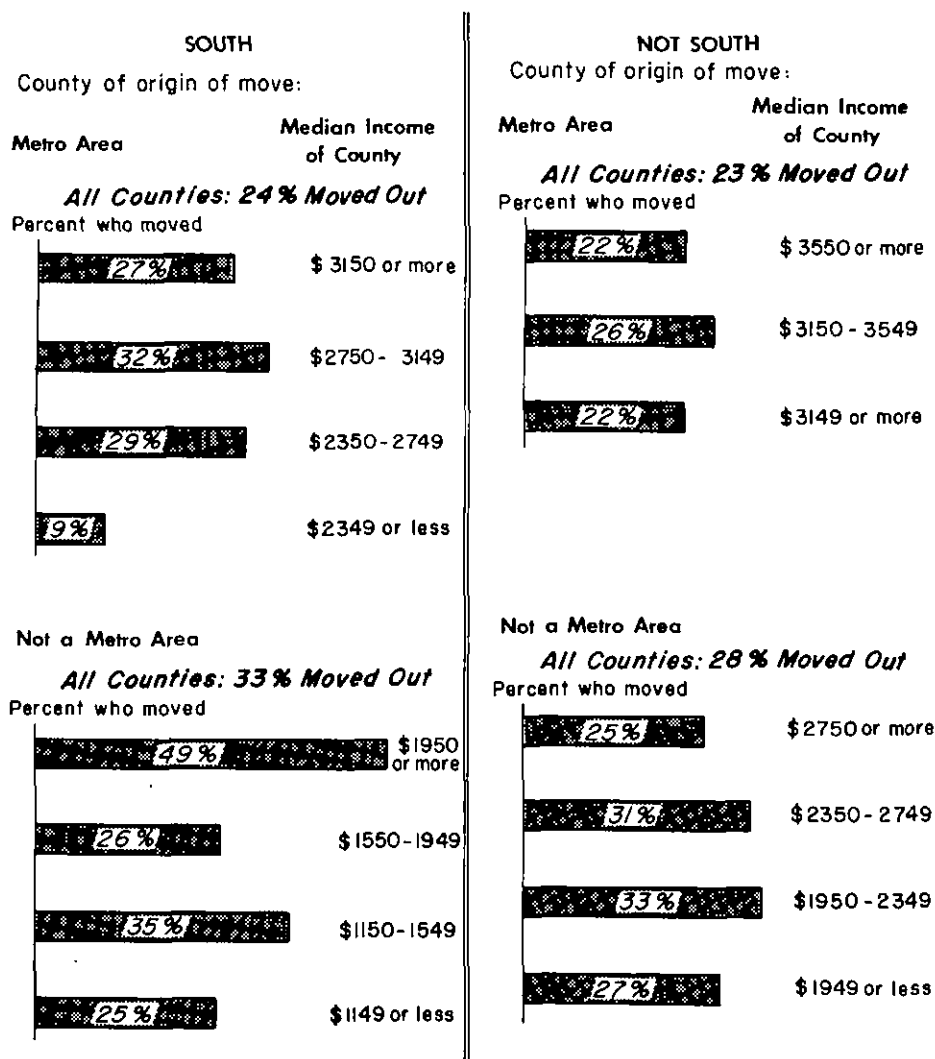 SOUTH
County of origin of move:
Metro Area
Median Income
of County
All Counties: 24% Moved Out
Percent who moved
27%
$3150 or more
32%
$2750 - 3149
29%
$2350-2749
9%
$2349 or less
Not a Metro Area
All Counties: 33% Moved Out
Percent who moved
49%
$1950
or more
26%
$1550-1949
35%
$1150-1549
25%
$1149 or less
NOT SOUTH
County of origin of move:
Metro Area
Median Income
of County
All Counties: 23% Moved Out
Percent who moved
22%
$3550 or more
26%
$3150 - 3549
22%
$3149 or more
Not a Metro Area
All Counties: 28% Moved Out
Percent who moved
25%
$2750 or more
31%
$2350 - 2749
33%
$1950 - 2349
27%
$1949 or less